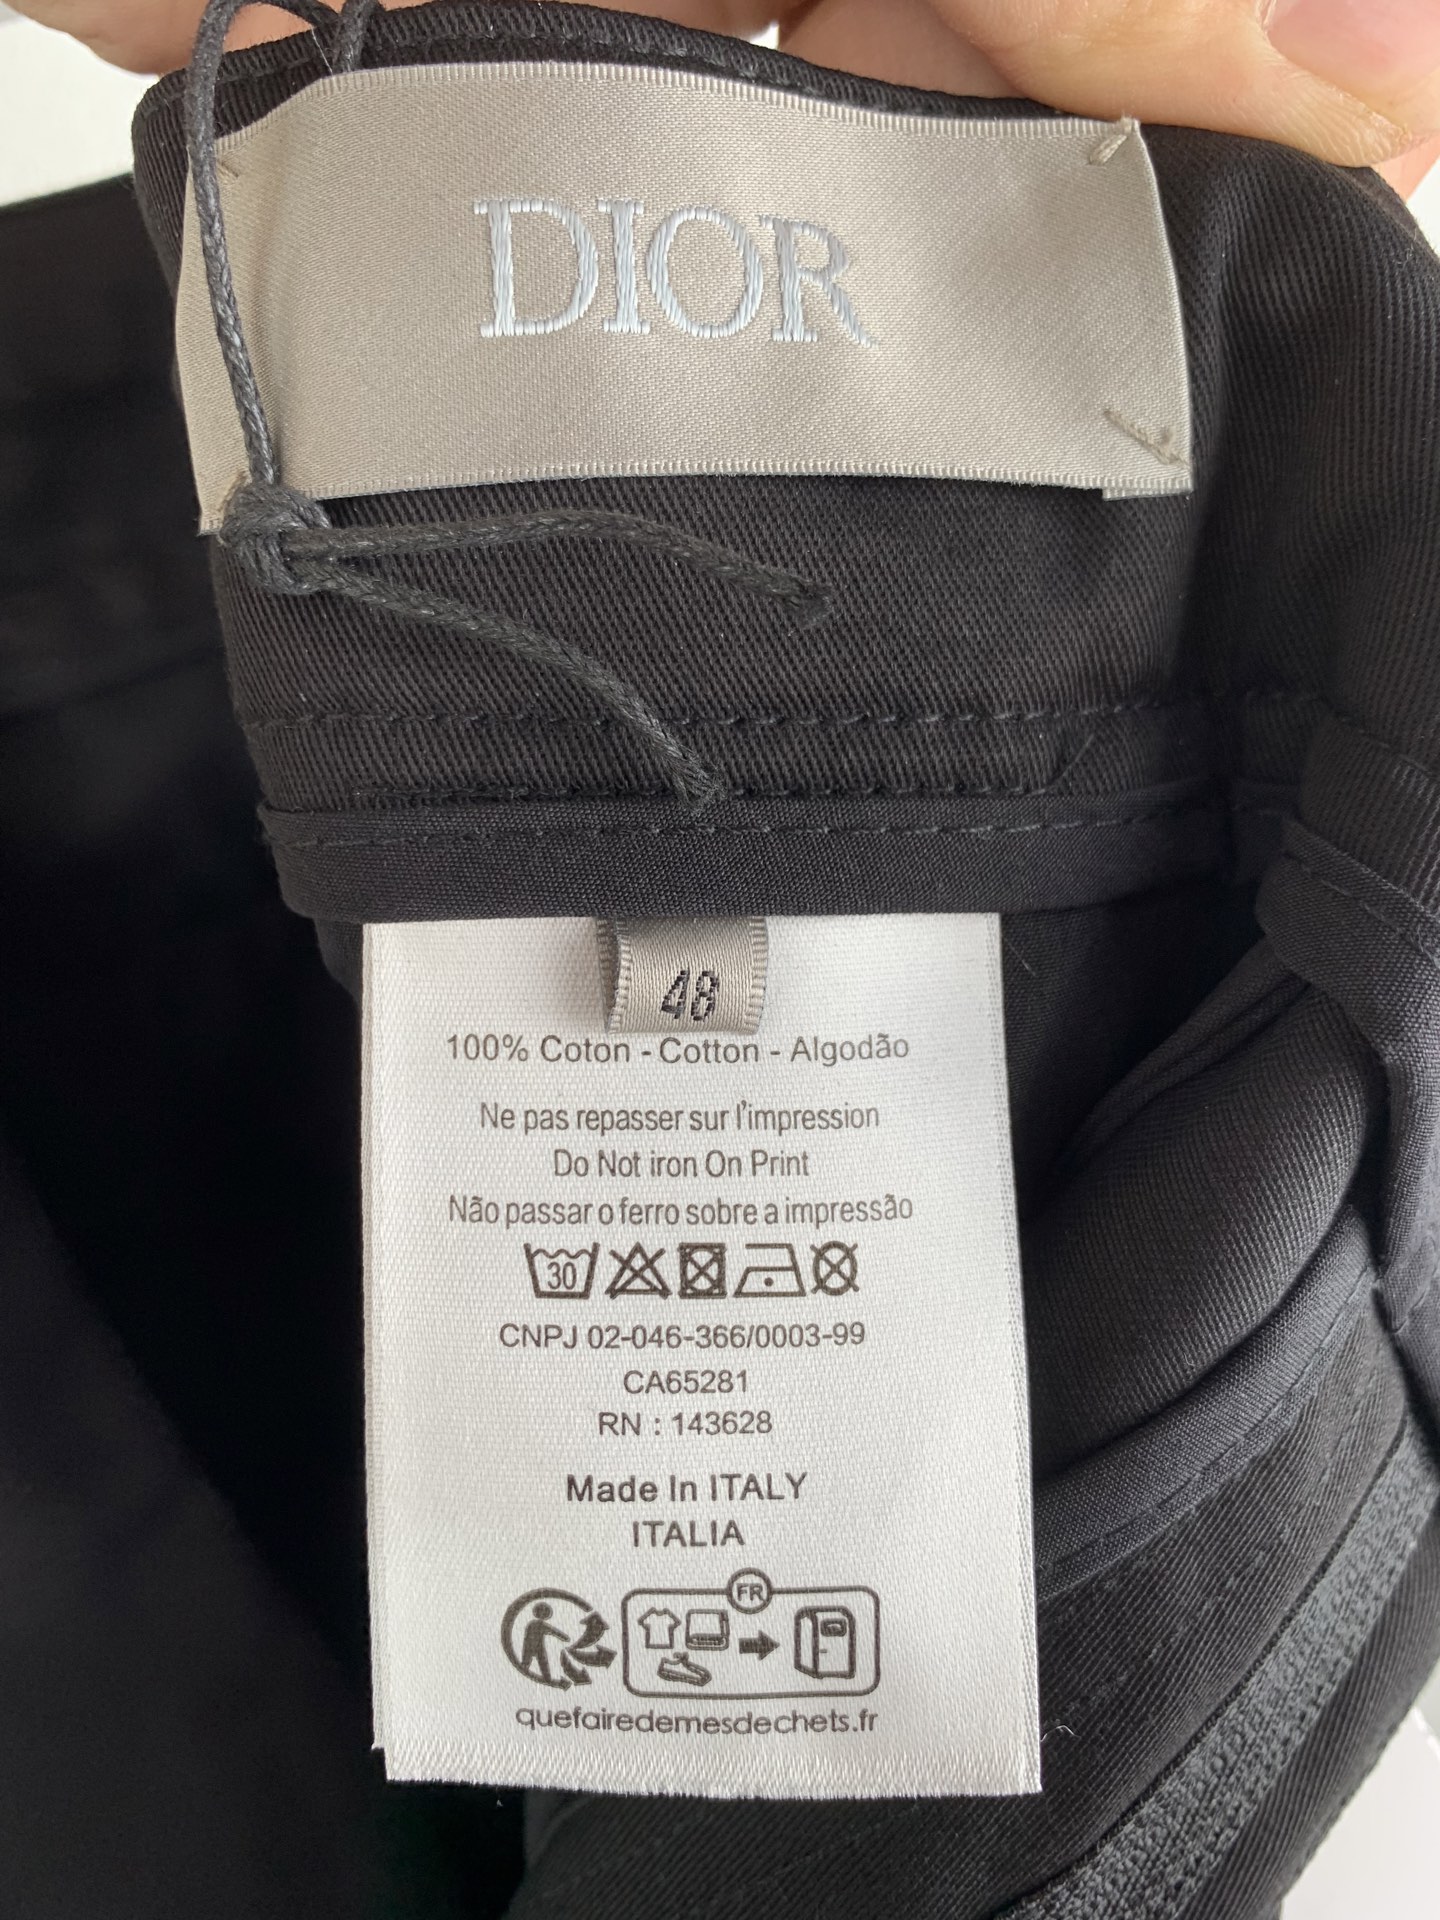 DIOR
48
100% Coton - Cotton - Algodão
Ne pas repasser sur l'impression
Do Not iron On Print
Não passar o ferro sobre a impressão
30
CNPJ 02-046-366/0003-99
CA65281
RN : 143628
Made In ITALY
ITALIA
FR
quefairedemesdechets.fr